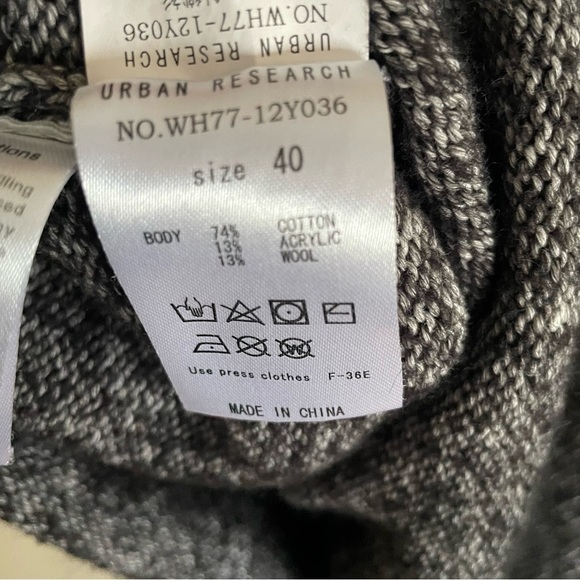 NO.WH77-12Y036
URBAN RESEARCH
URBAN RESEARCH
NO.WH77-12Y036
size 40
BODY 74% COTTON
13% ACRYLIC
13% WOOL
Use press clothes F-36E
MADE IN CHINA